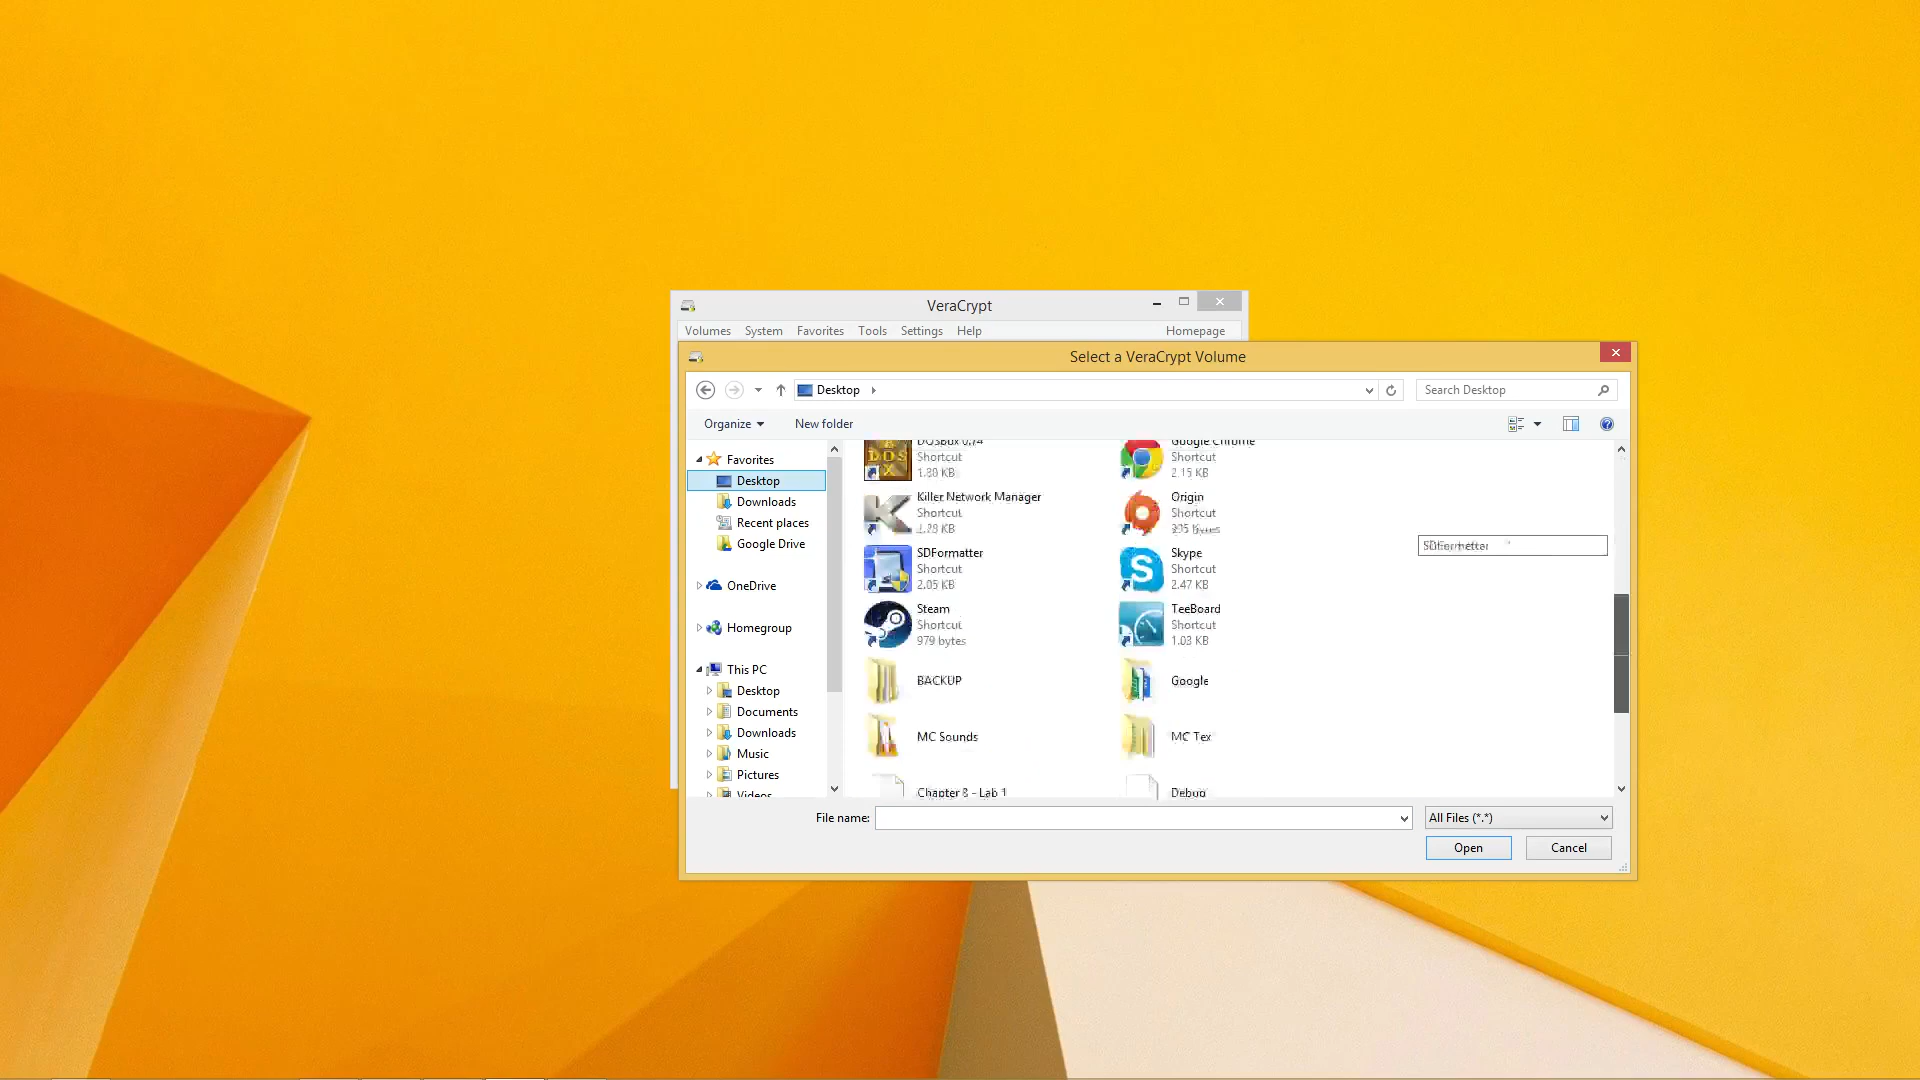 VeraCrypt
Volumes System Favorites Tools Settings Help Homepage
Select a VeraCrypt Volume
Desktop
Search Desktop
Organize New folder
Favorites
Desktop
Downloads
Recent places
Google Drive
OneDrive
Homegroup
This PC
Desktop
Documents
Downloads
Music
Pictures
Videos
DOSBox 0.74
Shortcut
1.80 KB
Google Chrome
Shortcut
2.15 KB
Killer Network Manager
Shortcut
KB
Origin
Shortcut
bytes
SDFormatter
Shortcut
2.05 KB
Skype
Shortcut
2.47 KB
Steam
Shortcut
979 bytes
TeeBoard
Shortcut
1.03 KB
BACKUP
Google
MC Sounds
MC Tex
Chapter 8 - Lab 1
Debug
SDFormatter
File name:
All Files (*.*)
Open Cancel